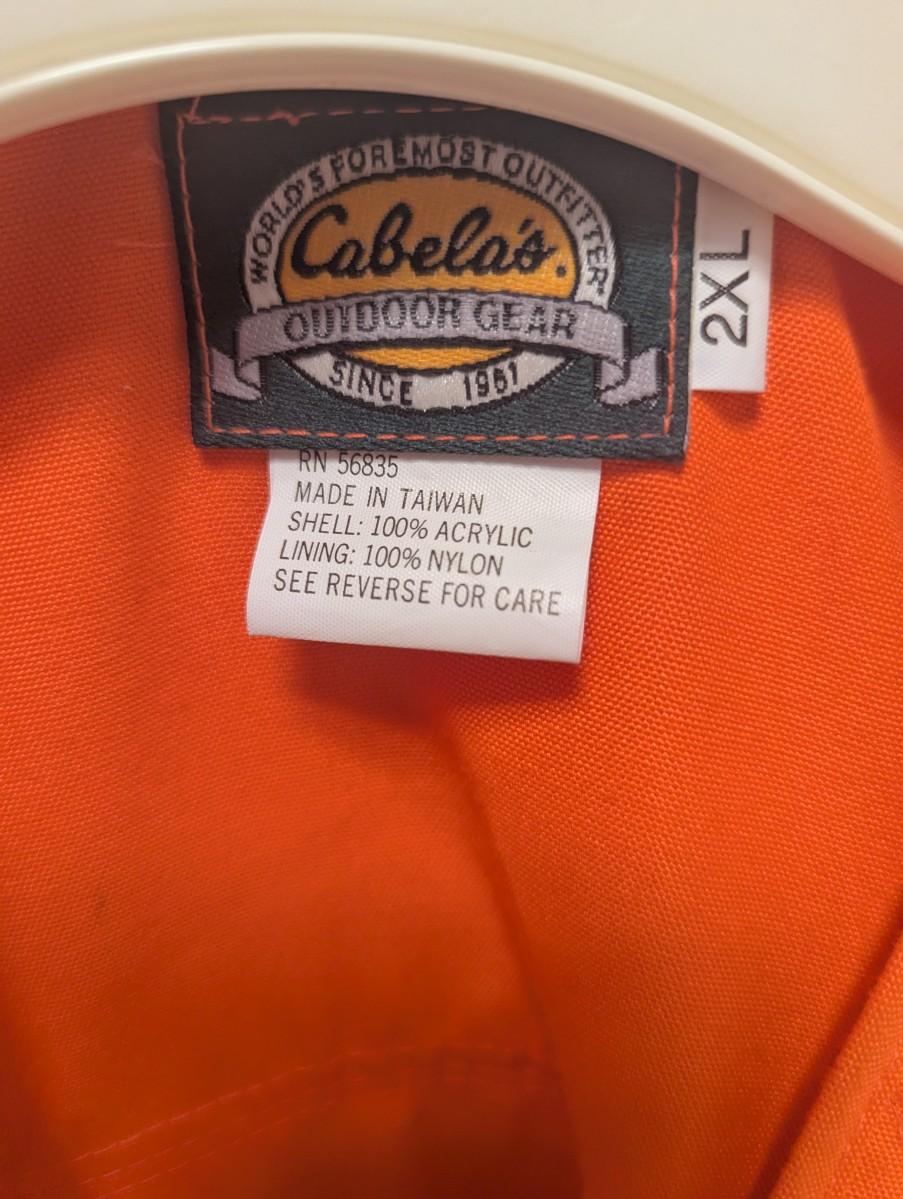 WORLD'S FOREMOST OUTFITTER
Cabela's.
OUTDOOR GEAR
SINCE 1961
2XL
RN 56835
MADE IN TAIWAN
SHELL: 100% ACRYLIC
LINING: 100% NYLON
SEE REVERSE FOR CARE